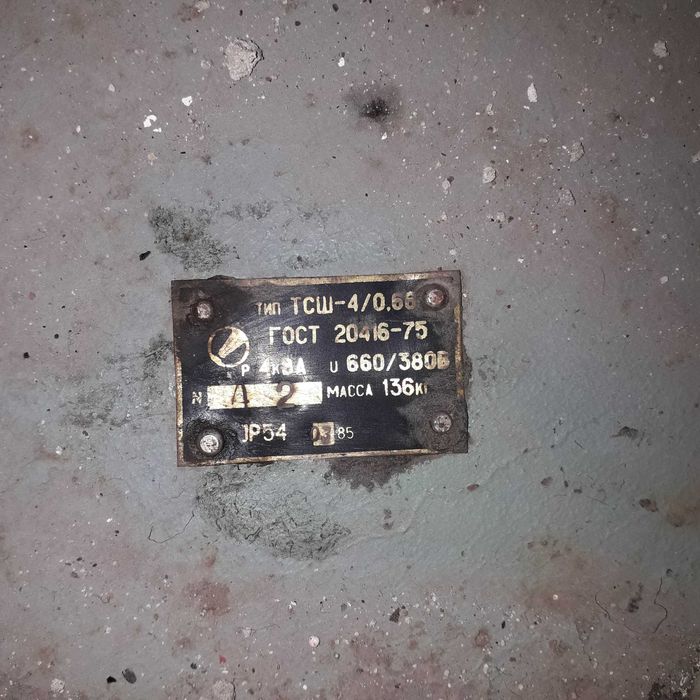 ТИП ТСШ-4/0,66
ГОСТ 20416-75
P 4кВА U 660/380В
N 2 МАССА 136кг
JP54 85